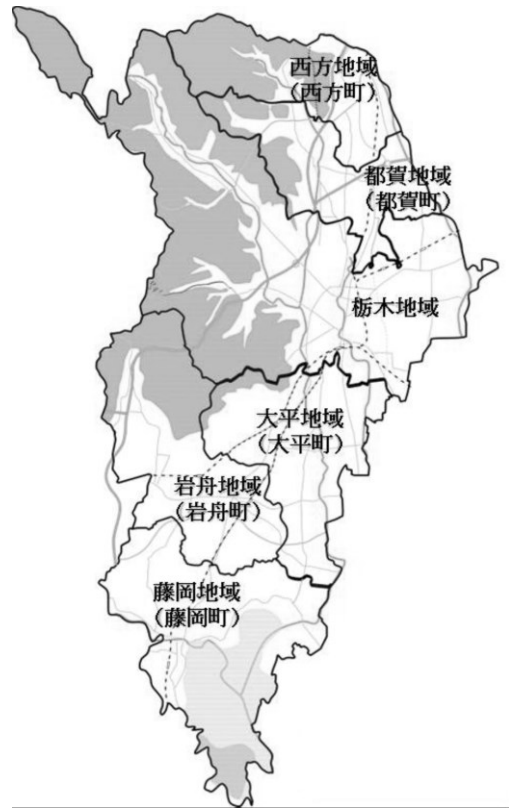 西方地域
（西方町）
都賀地域
（都賀町）
栃木地域
大平地域
（大平町）
岩舟地域
（岩舟町）
藤岡地域
（藤岡町）